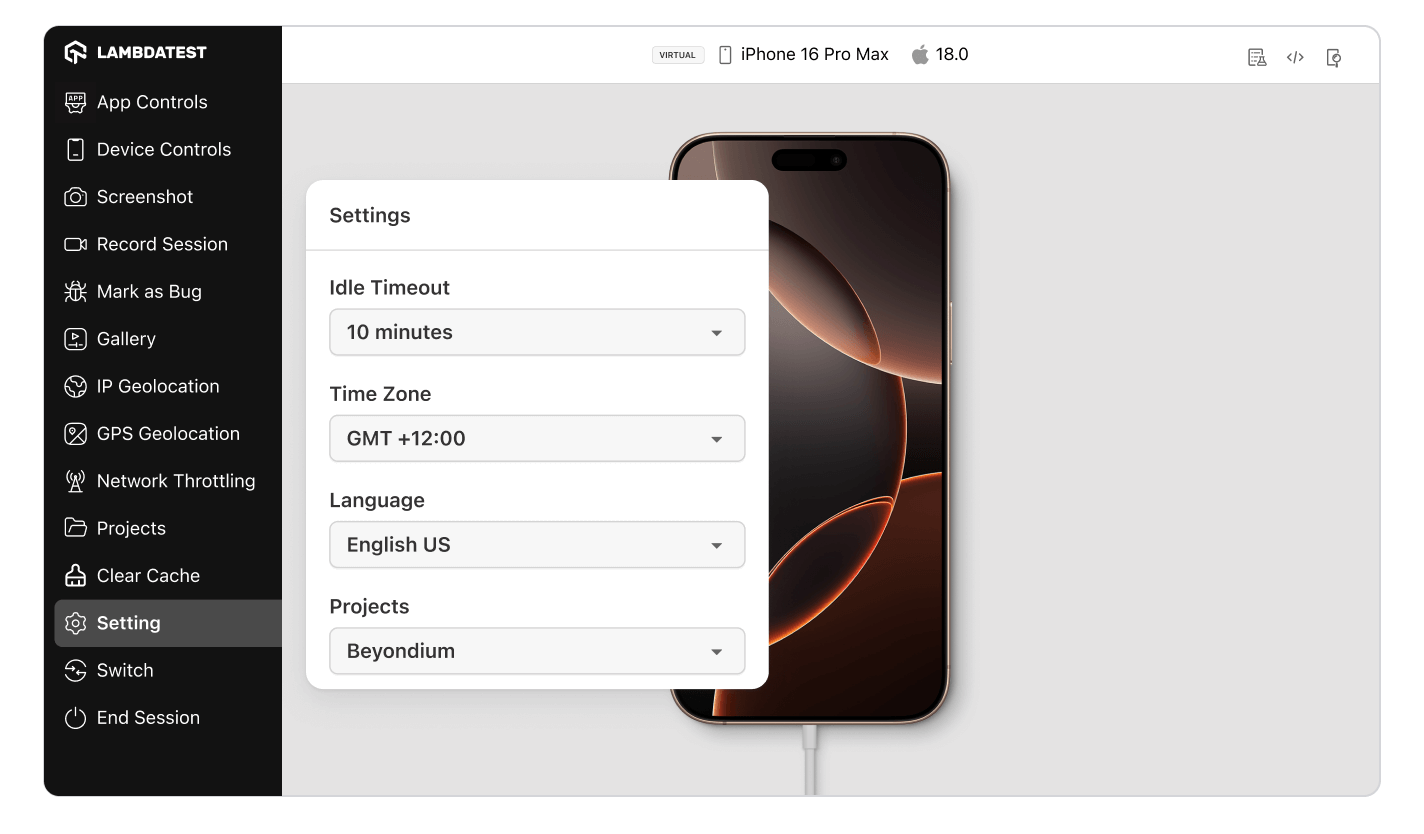 LAMBDATEST
VIRTUAL iPhone 16 Pro Max 18.0
App Controls
Device Controls
Screenshot
Record Session
Mark as Bug
Gallery
IP Geolocation
GPS Geolocation
Network Throttling
Projects
Clear Cache
Setting
Switch
End Session
Settings
Idle Timeout
10 minutes
Time Zone
GMT +12:00
Language
English US
Projects
Beyondium